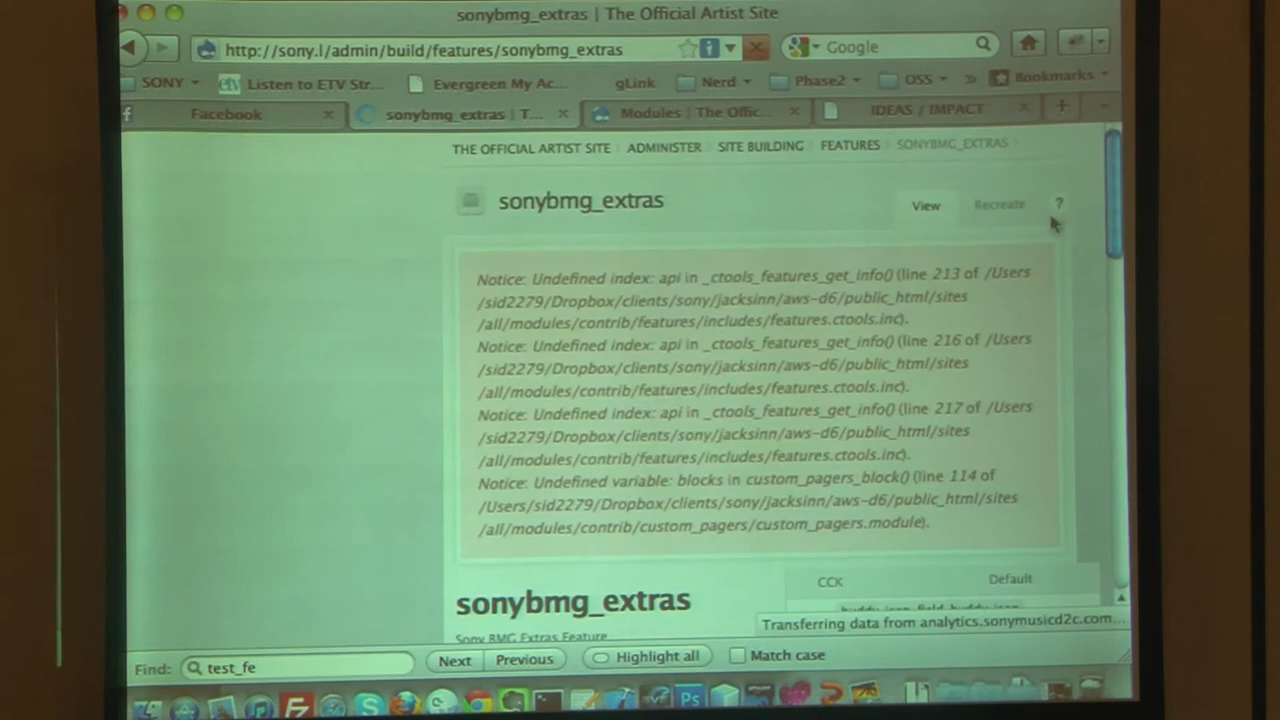 sonybmg_extras | The Official Artist Site
http://sony.l/admin/build/features/sonybmg_extras
Google
SONY
Listen to ETV Str...
Evergreen My Ac...
gLink
Nerd
Phase2
OSS
»
Bookmarks
Facebook
sonybmg_extras | T...
Modules | The Offic...
IDEAS / IMPACT
THE OFFICIAL ARTIST SITE ADMINISTER SITE BUILDING FEATURES SONYBMG_EXTRAS
sonybmg_extras
View
Recreate
?
Notice: Undefined index: api in _ctools_features_get_info() (line 213 of /Users
/sid2279/Dropbox/clients/sony/jacksinn/aws-d6/public_html/sites
/all/modules/contrib/features/includes/features.ctools.inc).
Notice: Undefined index: api in _ctools_features_get_info() (line 216 of /Users
/sid2279/Dropbox/clients/sony/jacksinn/aws-d6/public_html/sites
/all/modules/contrib/features/includes/features.ctools.inc).
Notice: Undefined index: api in _ctools_features_get_info() (line 217 of /Users
/sid2279/Dropbox/clients/sony/jacksinn/aws-d6/public_html/sites
/all/modules/contrib/features/includes/features.ctools.inc).
Notice: Undefined variable: blocks in custom_pagers_block() (line 114 of
/Users/sid2279/Dropbox/clients/sony/jacksinn/aws-d6/public_html/sites
/all/modules/contrib/custom_pagers/custom_pagers.module).
sonybmg_extras
CCK
Default
Sony BMG Extras Feature
Transferring data from analytics.sonymusicd2c.com...
Find: test_fe
Next
Previous
Highlight all
Match case
Ps